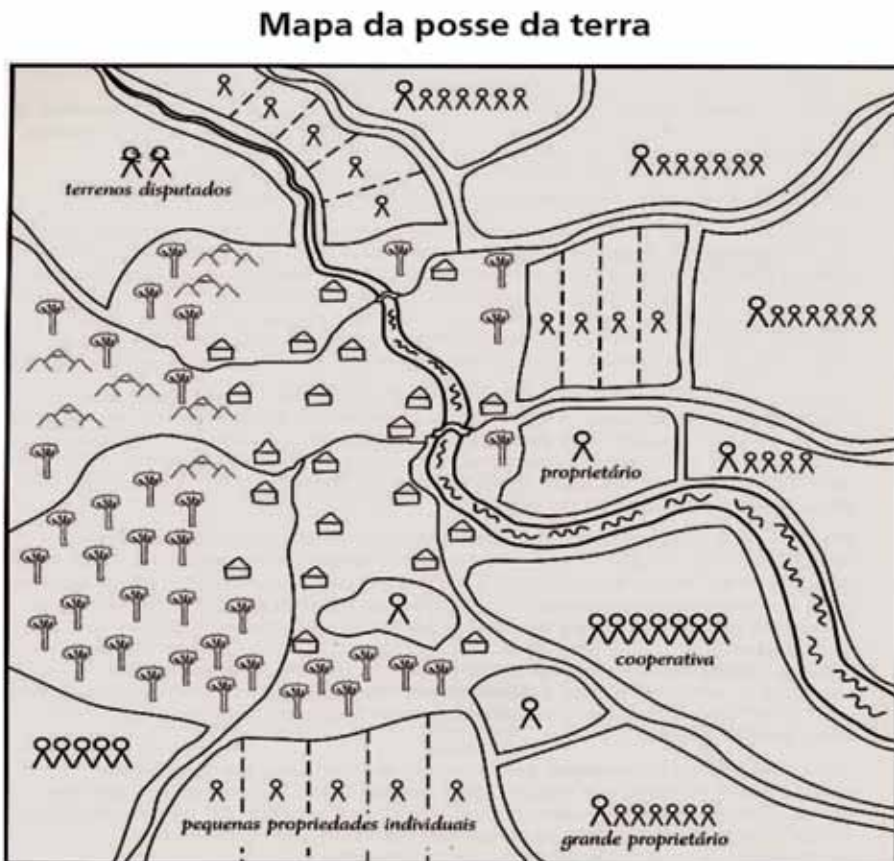 Mapa da posse da terra
terrenos disputados
proprietário
cooperativa
pequenas propriedades individuais
grande proprietário